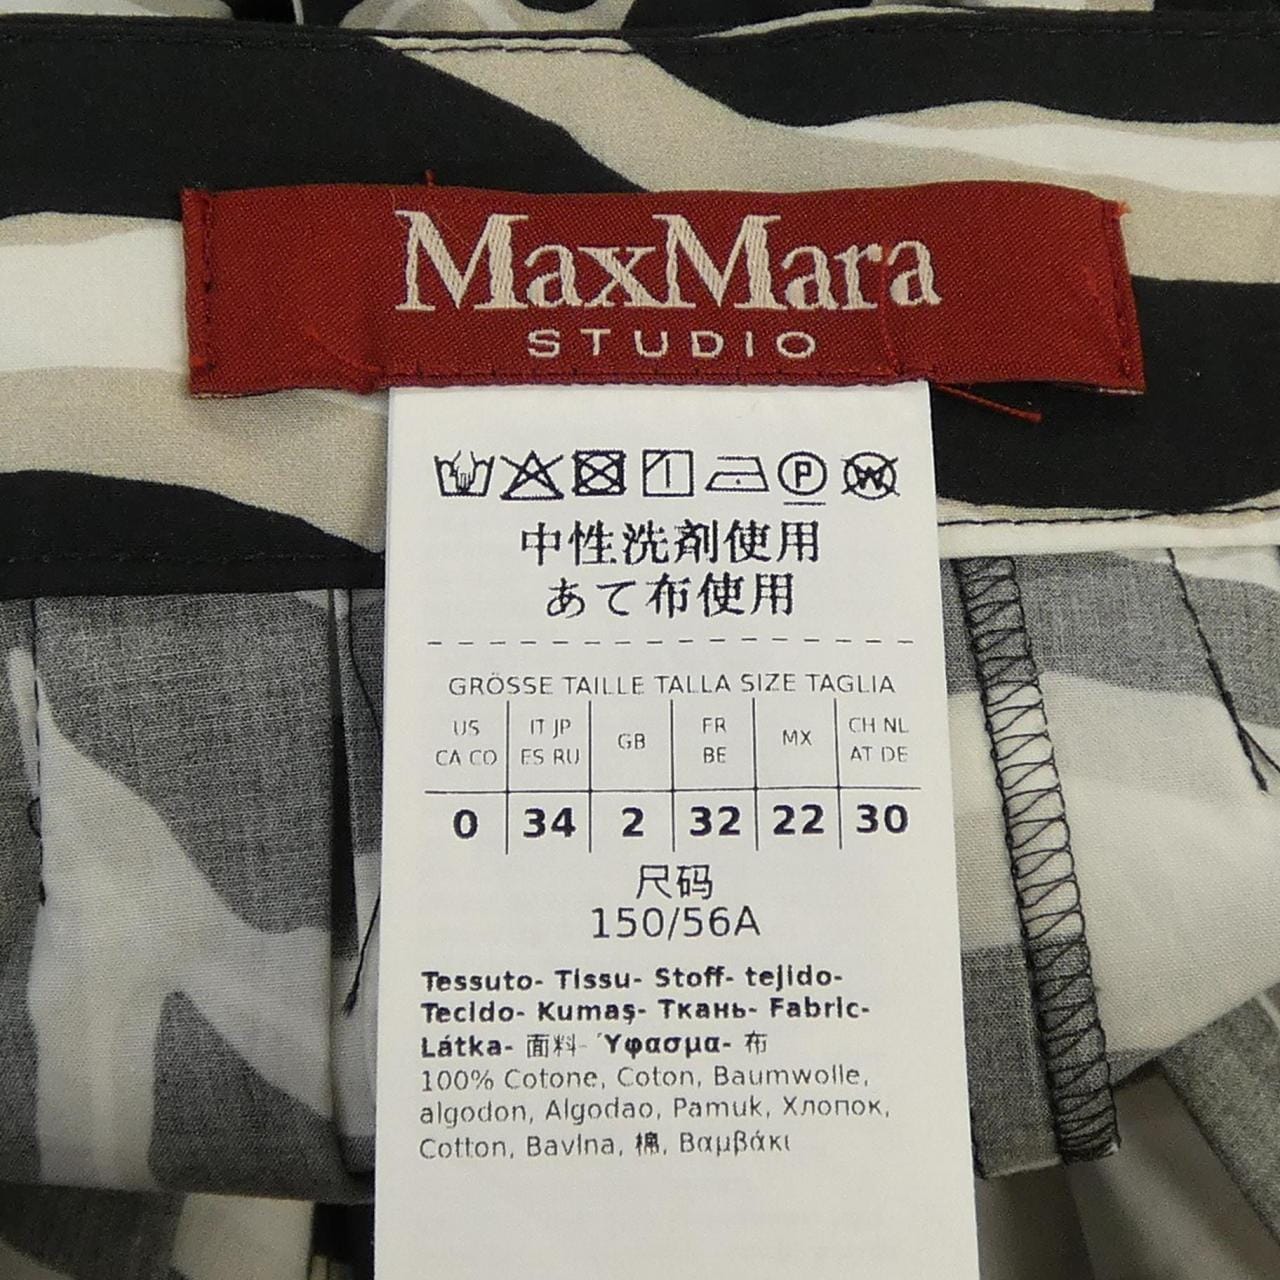 MaxMara
STUDIO
P W
中性洗剤使用
あて布使用
GRÖSSE TAILLE TALLA SIZE TAGLIA
US IT JP GB FR MX CH NL
CA CO ES RU BE AT DE
0 34 2 32 22 30
尺码
150/56A
Tessuto- Tissu- Stoff- tejido-
Tecido- Kumaş- Ткань- Fabric-
Látka- 面料- Ύφασμα- 布
100% Cotone, Coton, Baumwolle,
algodon, Algodao, Pamuk, Хлопок,
Cotton, Bavlna, 棉, Βαμβάκι